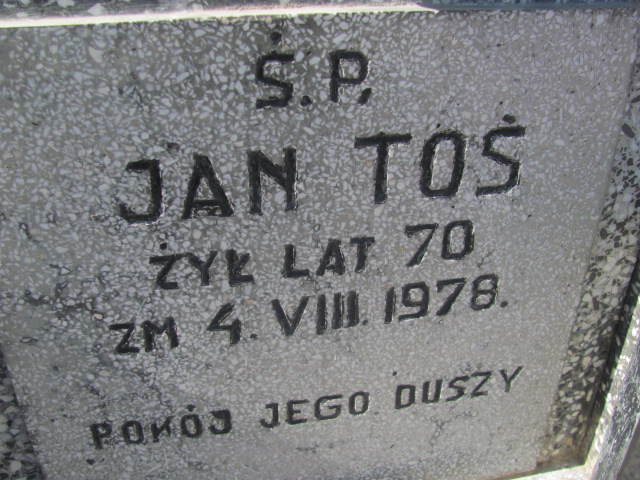 Ś.P.
JAN TOŚ
ŻYŁ LAT 70
ZM 4. VIII. 1978.
POKÓJ JEGO DUSZY